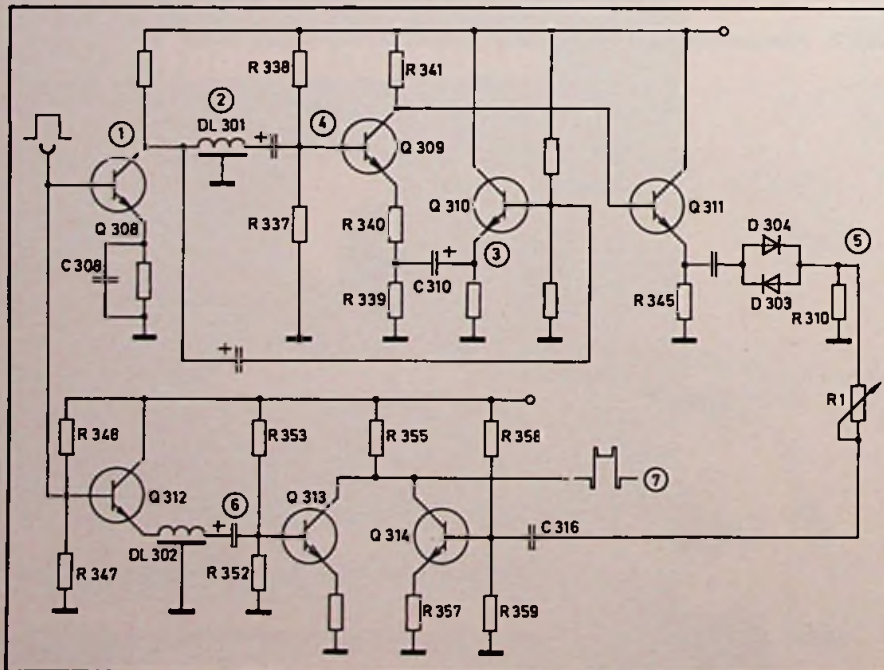 R 338
R 341
2
DL 301
1
+
4
Q 309
Q 308
C 308
R 337
R 340
+
C 310
R 339
Q 310
3
Q 311
D 304
D 303
5
R 345
R 310
+
R1
R 348
R 353
R 355
R 358
Q 312
+
6
Q 313
7
DL 302
Q 314
C 316
R 347
R 352
R 357
R 359